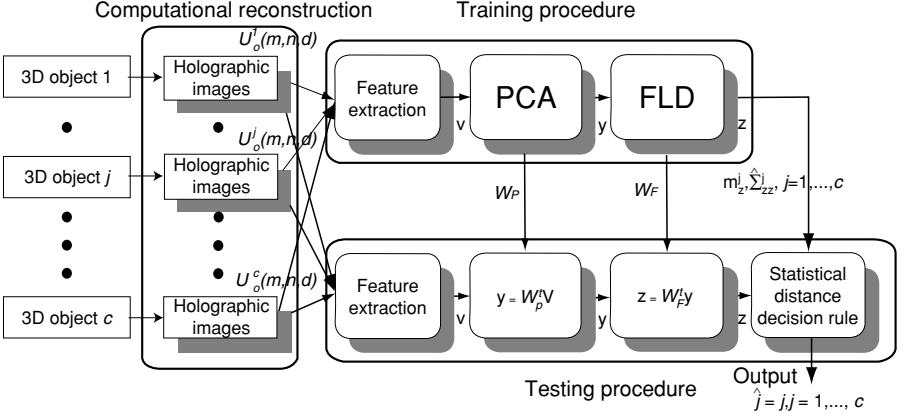 Computational reconstruction
Training procedure
3D object 1
Holographic images
U_o^1(m,n,d)
Feature extraction
v
PCA
y
FLD
z
3D object j
Holographic images
U_o^j(m,n,d)
W_P
W_F
m_z^j, Σ̂_zz^j, j=1,...,c
3D object c
Holographic images
U_o^c(m,n,d)
Feature extraction
v
y = W_p^t V
y
z = W_F^t y
z
Statistical distance decision rule
Testing procedure
Output
ĵ = j, j = 1,..., c